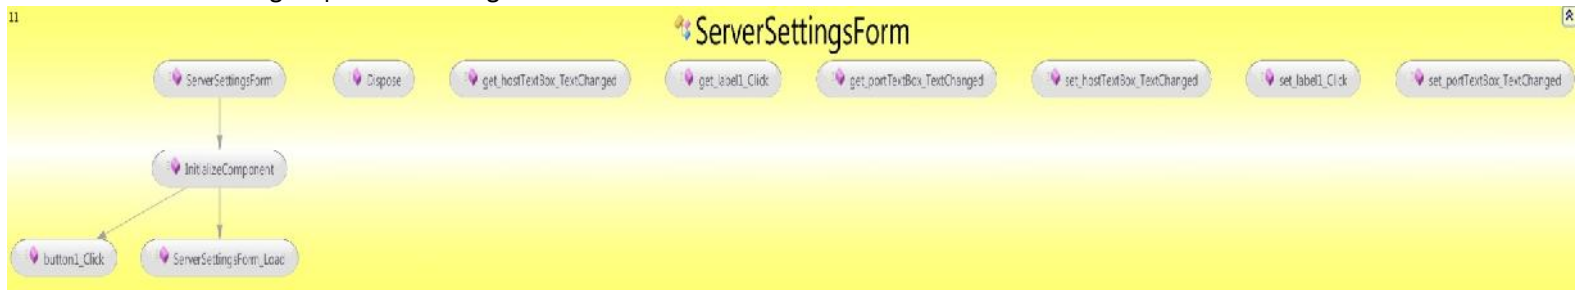 11
ServerSettingsForm
ServerSettingsForm
Dispose
get_hostTextBox_TextChanged
get_label1_Click
get_portTextBox_TextChanged
set_hostTextBox_TextChanged
set_label1_Click
set_portTextBox_TextChanged
InitializeComponent
button1_Click
ServerSettingsForm_Load